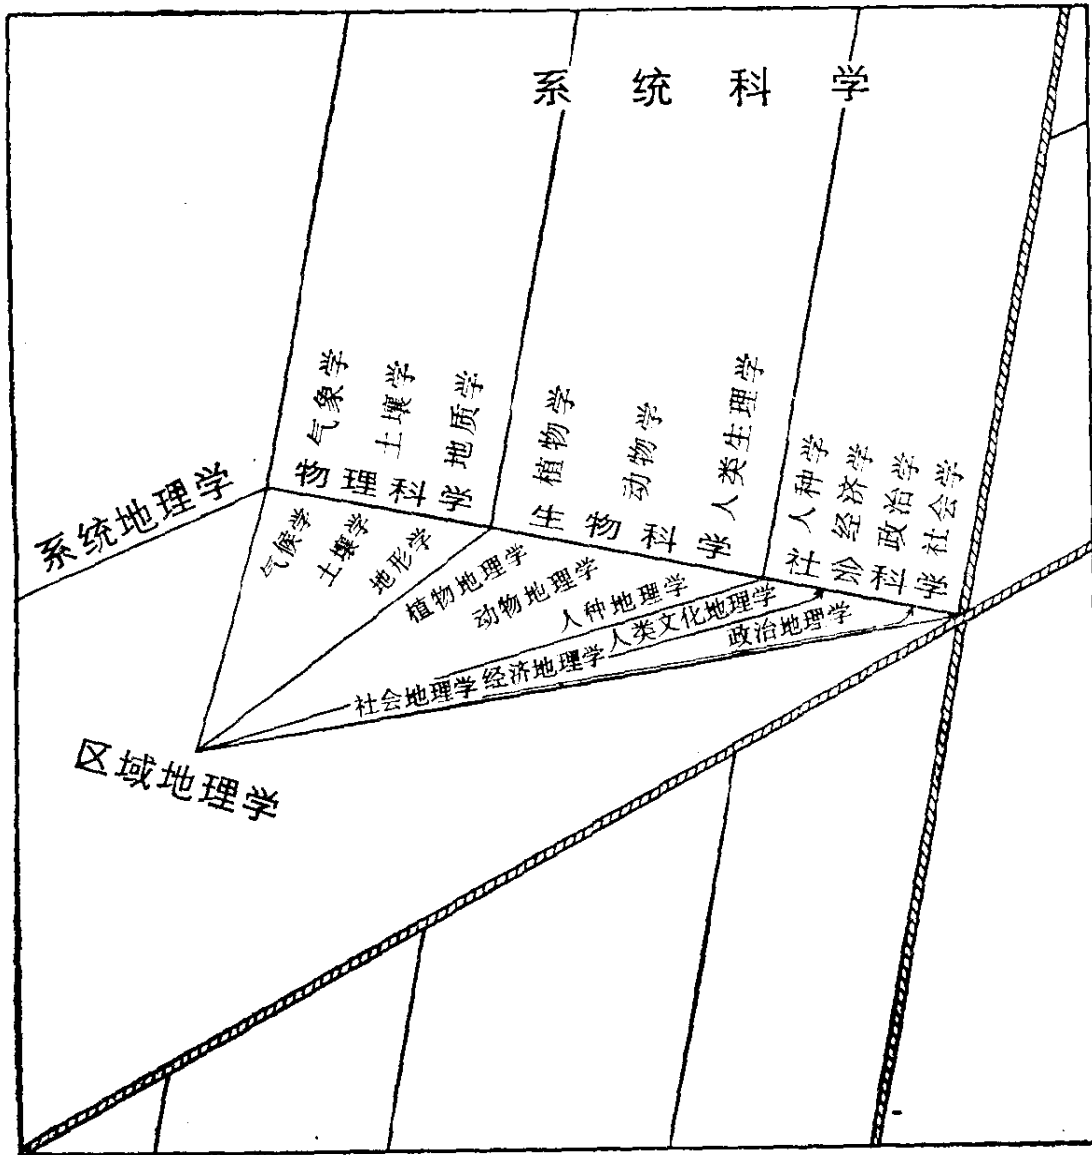 系统科学
气象学
土壤学
地质学
植物学
动物学
人类生理学
人种学
经济学
政治学
社会学
物理科学
生物科学
社会科学
系统地理学
气候学
土壤学
地形学
植物地理学
动物地理学
人种地理学
人类文化地理学
政治地理学
社会地理学
经济地理学
区域地理学